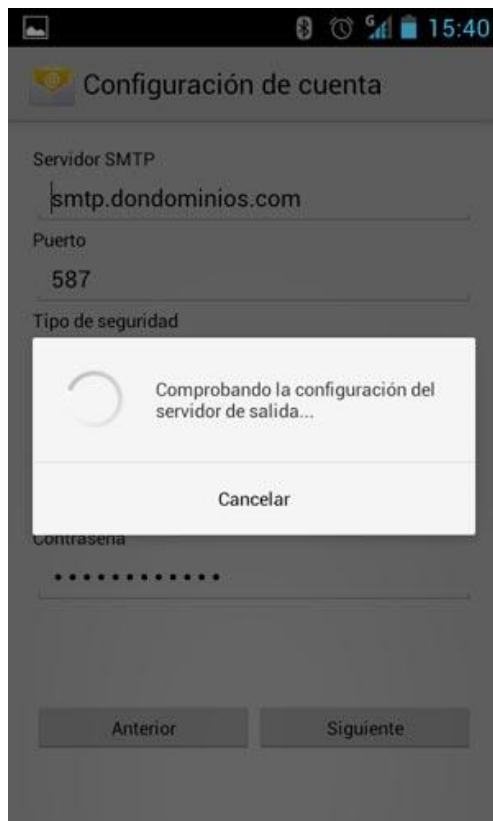 G 15:40
Configuración de cuenta
Servidor SMTP
smtp.dondominios.com
Puerto
587
Tipo de seguridad
Comprobando la configuración del
servidor de salida...
Cancelar
Contraseña
••••••••••••
Anterior Siguiente